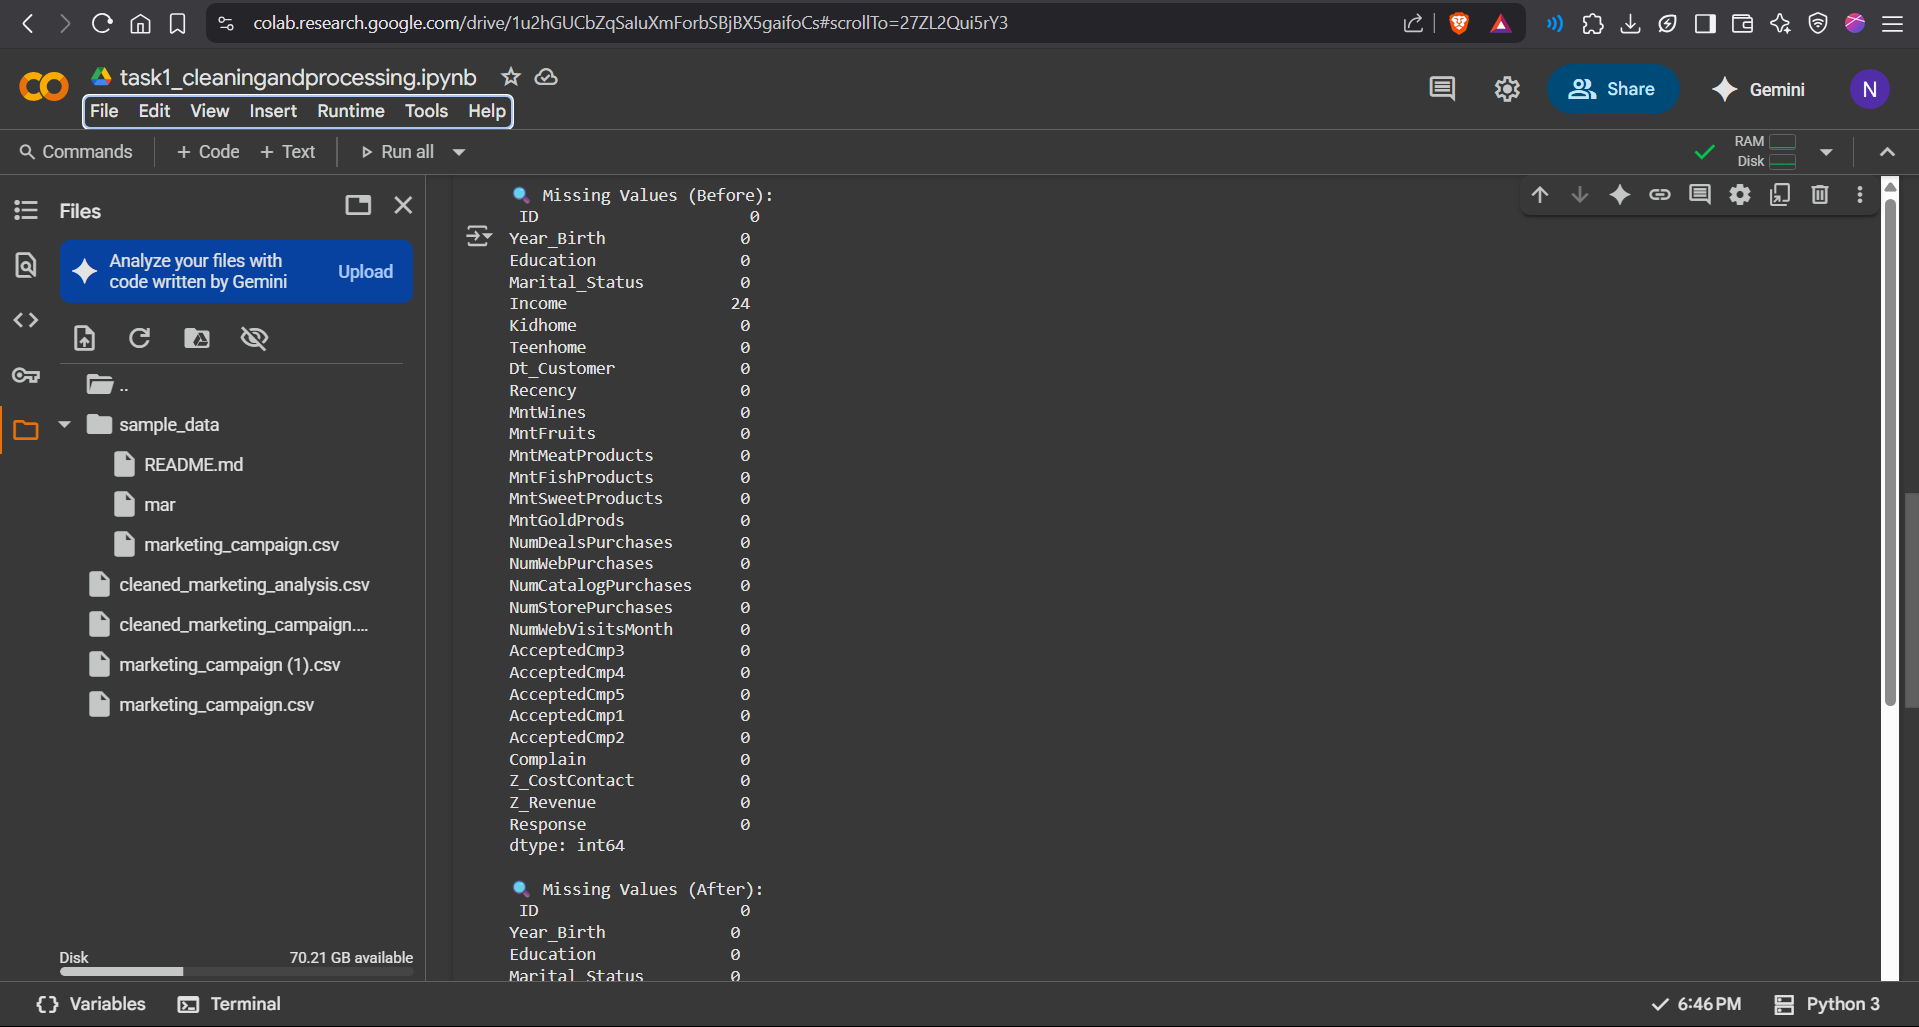 colab.research.google.com/drive/1u2hGUCbZqSaluXmForbSBjBX5gaifoCs#scrollTo=27ZL2Qui5rY3
task1_cleaningandprocessing.ipynb
File Edit View Insert Runtime Tools Help
Share
Gemini
N
Commands
+ Code
+ Text
Run all
RAM
Disk
Files
Analyze your files with
code written by Gemini
Upload
..
sample_data
README.md
mar
marketing_campaign.csv
cleaned_marketing_analysis.csv
cleaned_marketing_campaign....
marketing_campaign (1).csv
marketing_campaign.csv
Disk 70.21 GB available
Missing Values (Before):
ID 0
Year_Birth 0
Education 0
Marital_Status 0
Income 24
Kidhome 0
Teenhome 0
Dt_Customer 0
Recency 0
MntWines 0
MntFruits 0
MntMeatProducts 0
MntFishProducts 0
MntSweetProducts 0
MntGoldProds 0
NumDealsPurchases 0
NumWebPurchases 0
NumCatalogPurchases 0
NumStorePurchases 0
NumWebVisitsMonth 0
AcceptedCmp3 0
AcceptedCmp4 0
AcceptedCmp5 0
AcceptedCmp1 0
AcceptedCmp2 0
Complain 0
Z_CostContact 0
Z_Revenue 0
Response 0
dtype: int64
Missing Values (After):
ID 0
Year_Birth 0
Education 0
Marital_Status 0
Variables
Terminal
6:46 PM
Python 3